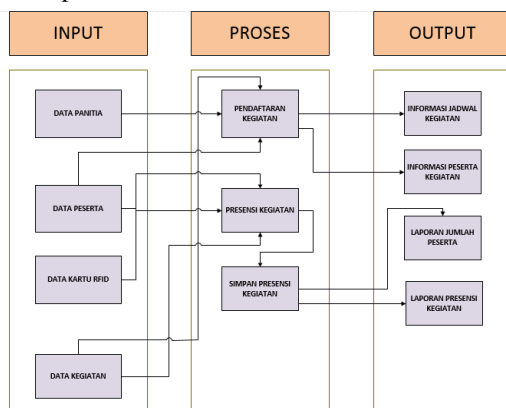 INPUT
PROSES
OUTPUT
DATA PANITIA
DATA PESERTA
DATA KARTU RFID
DATA KEGIATAN
PENDAFTARAN
KEGIATAN
PRESENSI KEGIATAN
SIMPAN PRESENSI
KEGIATAN
INFORMASI JADWAL
KEGIATAN
INFORMASI PESERTA
KEGIATAN
LAPORAN JUMLAH
PESERTA
LAPORAN PRESENSI
KEGIATAN